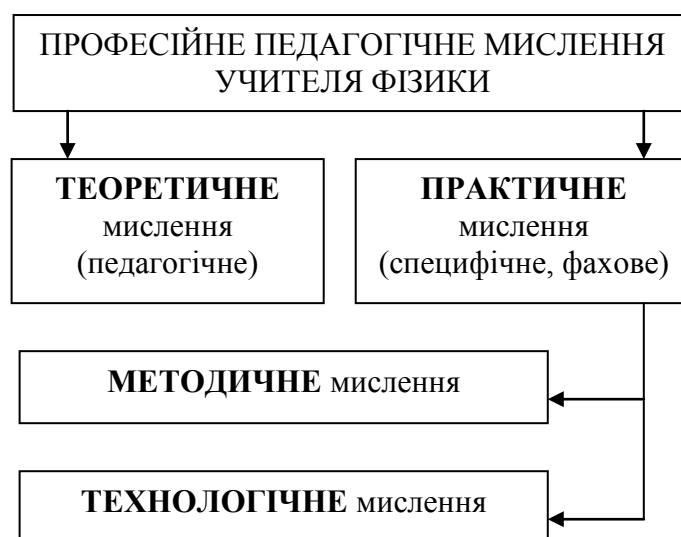 ПРОФЕСІЙНЕ ПЕДАГОГІЧНЕ МИСЛЕННЯ
УЧИТЕЛЯ ФІЗИКИ
ТЕОРЕТИЧНЕ
мислення
(педагогічне)
ПРАКТИЧНЕ
мислення
(специфічне, фахове)
МЕТОДИЧНЕ мислення
ТЕХНОЛОГІЧНЕ мислення